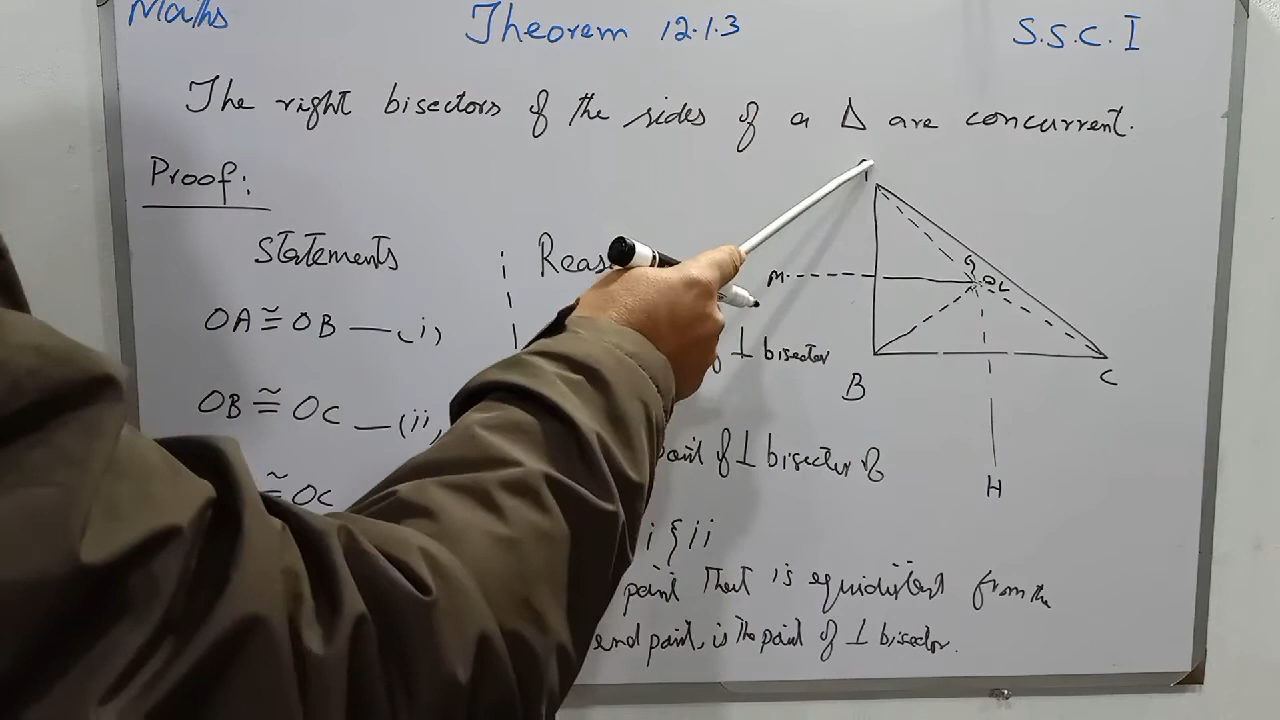 Maths Theorem 12.1.3 S.S.C. I
The right bisectors of the sides of a Δ are concurrent.
Proof:
Statements Reas
OA ≅ OB — (i)
⊥ bisector
OB ≅ OC — (ii)
point of ⊥ bisector of
≅ OC
i & ii
point That is equidistent from the
end point, is the point of ⊥ bisector.
M
O
L
B
C
H